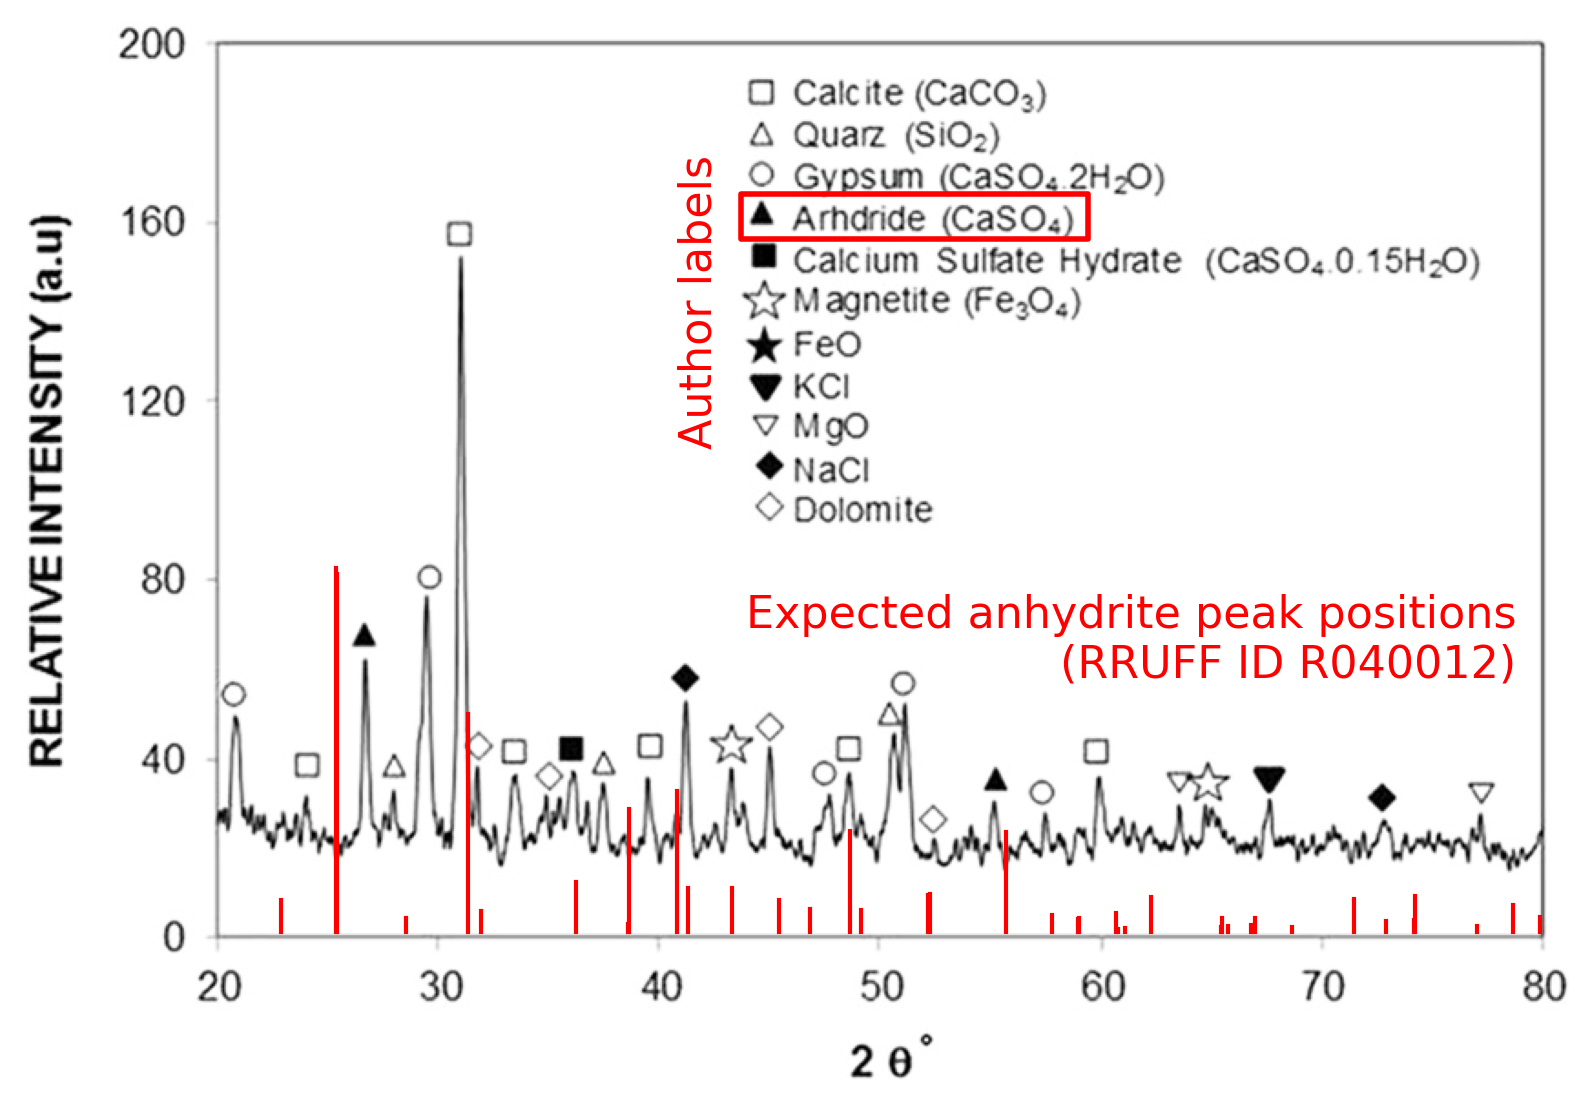 200
160
120
80
40
0
RELATIVE INTENSITY (a.u)
Author labels
Calcite (CaCO₃)
Quarz (SiO₂)
Gypsum (CaSO₄.2H₂O)
Arhdride (CaSO₄)
Calcium Sulfate Hydrate (CaSO₄.0.15H₂O)
Magnetite (Fe₃O₄)
FeO
KCl
MgO
NaCl
Dolomite
Expected anhydrite peak positions
(RRUFF ID R040012)
20 30 40 50 60 70 80
2 θ°